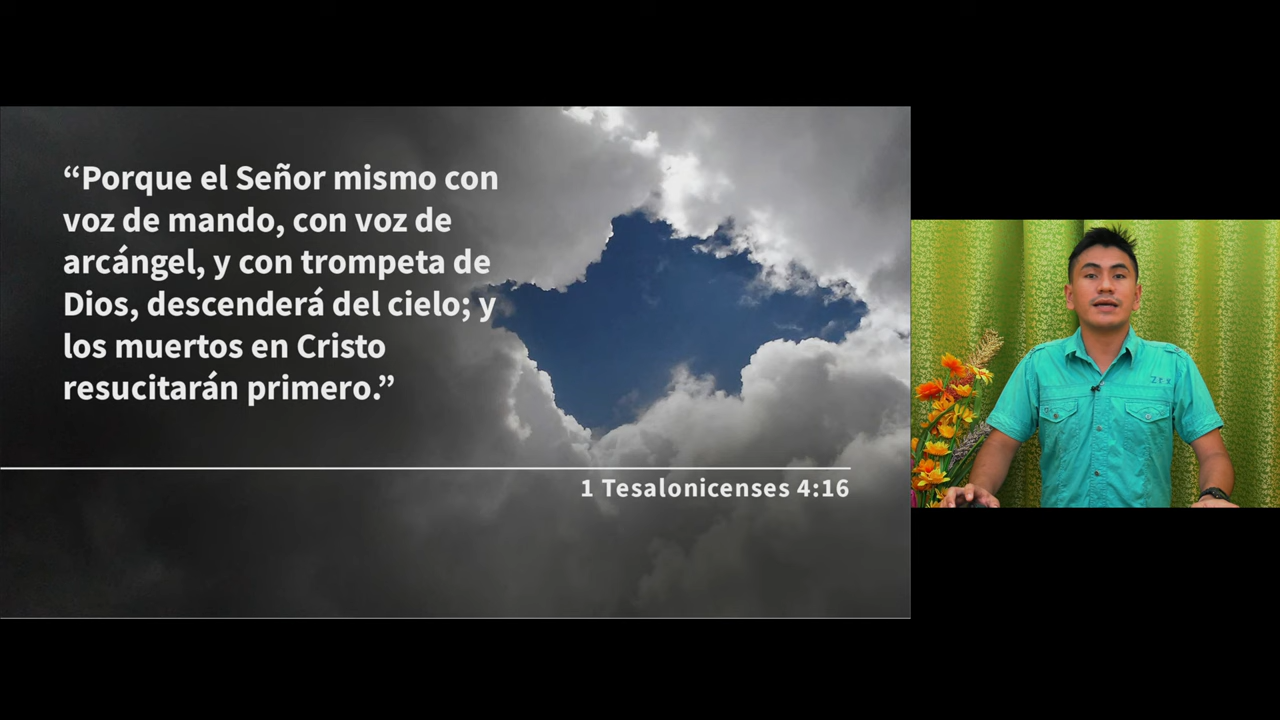 “Porque el Señor mismo con
voz de mando, con voz de
arcángel, y con trompeta de
Dios, descenderá del cielo; y
los muertos en Cristo
resucitarán primero.”
1 Tesalonicenses 4:16